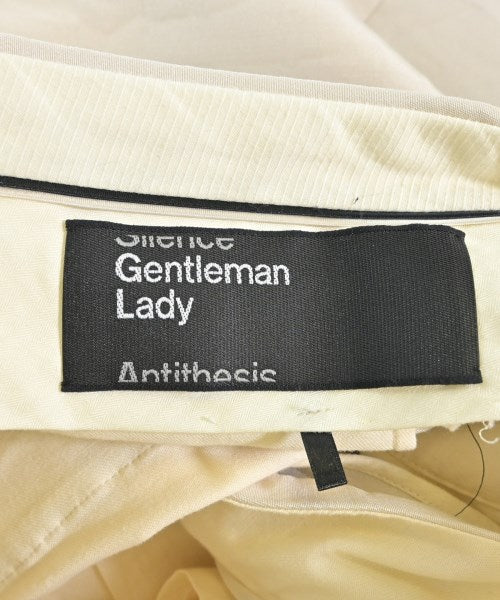 Silence
Gentleman
Lady
Antithesis